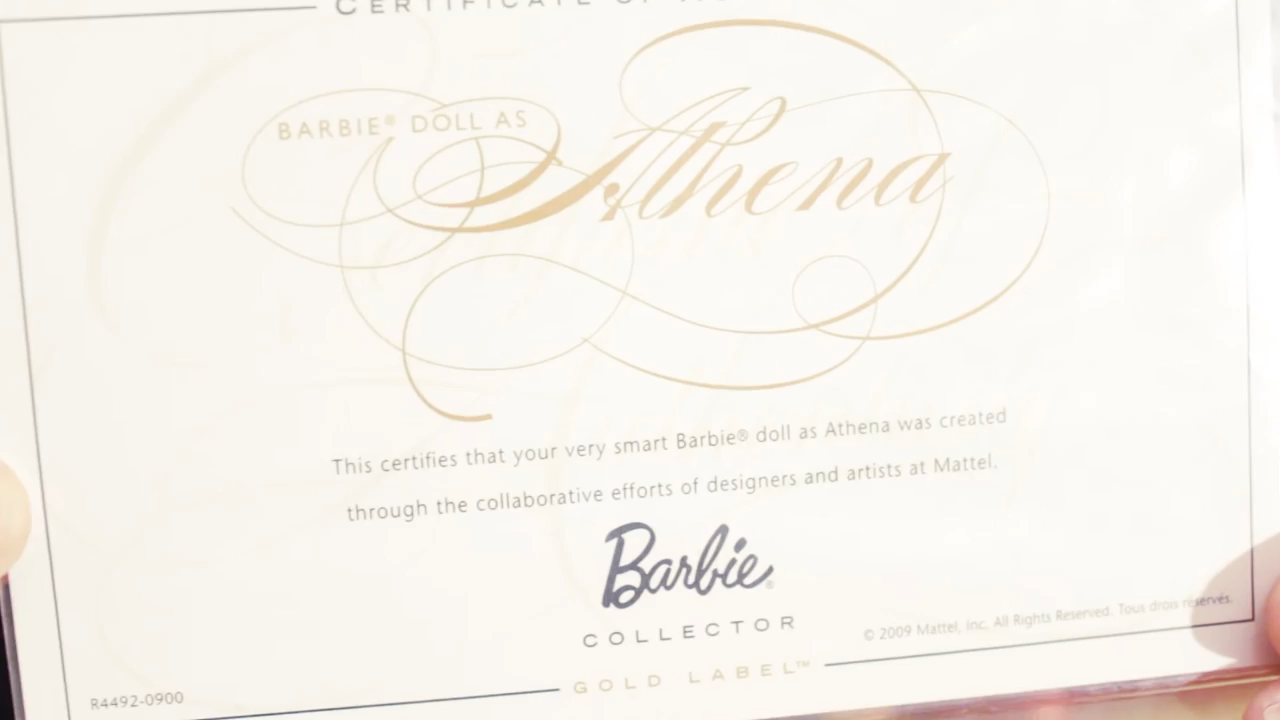 CERTIFICATE OF
BARBIE® DOLL AS
Athena
This certifies that your very smart Barbie® doll as Athena was created
through the collaborative efforts of designers and artists at Mattel.
Barbie®
COLLECTOR
© 2009 Mattel, Inc. All Rights Reserved. Tous droits réservés.
GOLD LABEL™
R4492-0900